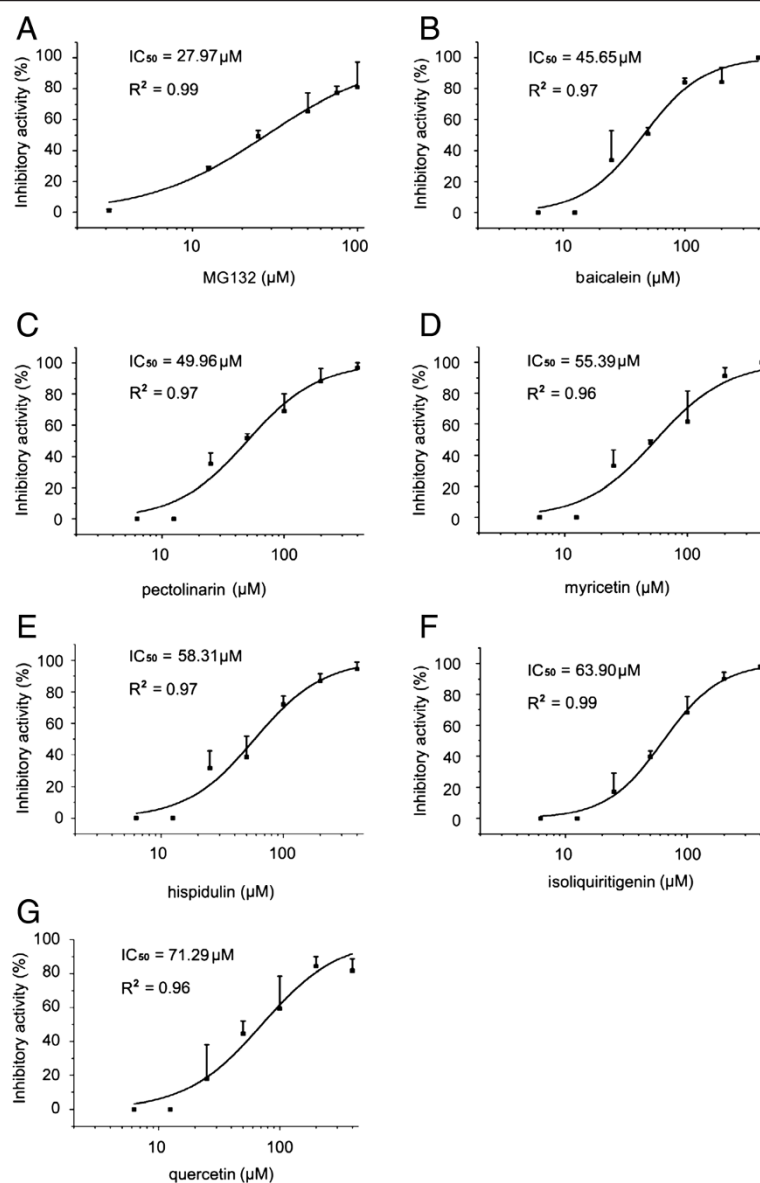 A
IC₅₀ = 27.97µM
R² = 0.99
Inhibitory activity (%)
100
80
60
40
20
0
10
100
MG132 (µM)
B
IC₅₀ = 45.65µM
R² = 0.97
Inhibitory activity (%)
100
80
60
40
20
0
10
100
baicalein (µM)
C
IC₅₀ = 49.96µM
R² = 0.97
Inhibitory activity (%)
100
80
60
40
20
0
10
100
pectolinarin (µM)
D
IC₅₀ = 55.39µM
R² = 0.96
Inhibitory activity (%)
100
80
60
40
20
0
10
100
myricetin (µM)
E
IC₅₀ = 58.31µM
R² = 0.97
Inhibitory activity (%)
100
80
60
40
20
0
10
100
hispidulin (µM)
F
IC₅₀ = 63.90µM
R² = 0.99
Inhibitory activity (%)
100
80
60
40
20
0
10
100
isoliquiritigenin (µM)
G
IC₅₀ = 71.29µM
R² = 0.96
Inhibitory activity (%)
100
80
60
40
20
0
10
100
quercetin (µM)